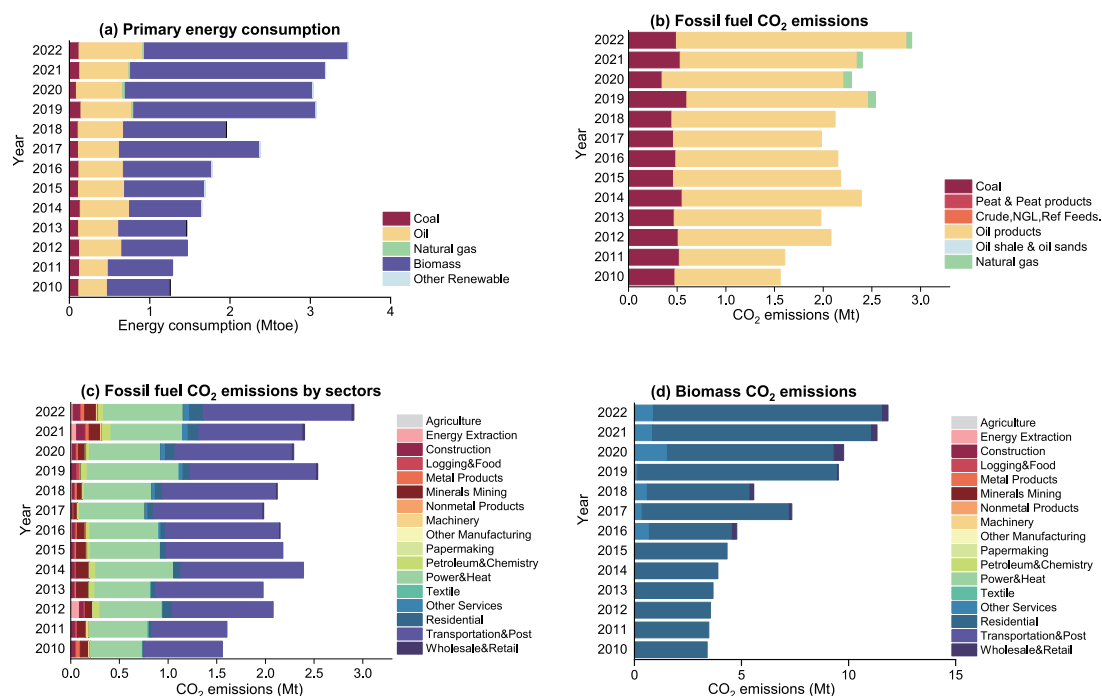 (a) Primary energy consumption
2022
2021
2020
2019
2018
2017
2016
2015
2014
2013
2012
2011
2010
Year
0 1 2 3 4
Energy consumption (Mtoe)
Coal
Oil
Natural gas
Biomass
Other Renewable
(b) Fossil fuel CO₂ emissions
2022
2021
2020
2019
2018
2017
2016
2015
2014
2013
2012
2011
2010
Year
0.0 0.5 1.0 1.5 2.0 2.5 3.0
CO₂ emissions (Mt)
Coal
Peat & Peat products
Crude,NGL,Ref Feeds.
Oil products
Oil shale & oil sands
Natural gas
(c) Fossil fuel CO₂ emissions by sectors
2022
2021
2020
2019
2018
2017
2016
2015
2014
2013
2012
2011
2010
Year
0.0 0.5 1.0 1.5 2.0 2.5 3.0
CO₂ emissions (Mt)
Agriculture
Energy Extraction
Construction
Logging&Food
Metal Products
Minerals Mining
Nonmetal Products
Machinery
Other Manufacturing
Papermaking
Petroleum&Chemistry
Power&Heat
Textile
Other Services
Residential
Transportation&Post
Wholesale&Retail
(d) Biomass CO₂ emissions
2022
2021
2020
2019
2018
2017
2016
2015
2014
2013
2012
2011
2010
Year
0 5 10 15
CO₂ emissions (Mt)
Agriculture
Energy Extraction
Construction
Logging&Food
Metal Products
Minerals Mining
Nonmetal Products
Machinery
Other Manufacturing
Papermaking
Petroleum&Chemistry
Power&Heat
Textile
Other Services
Residential
Transportation&Post
Wholesale&Retail